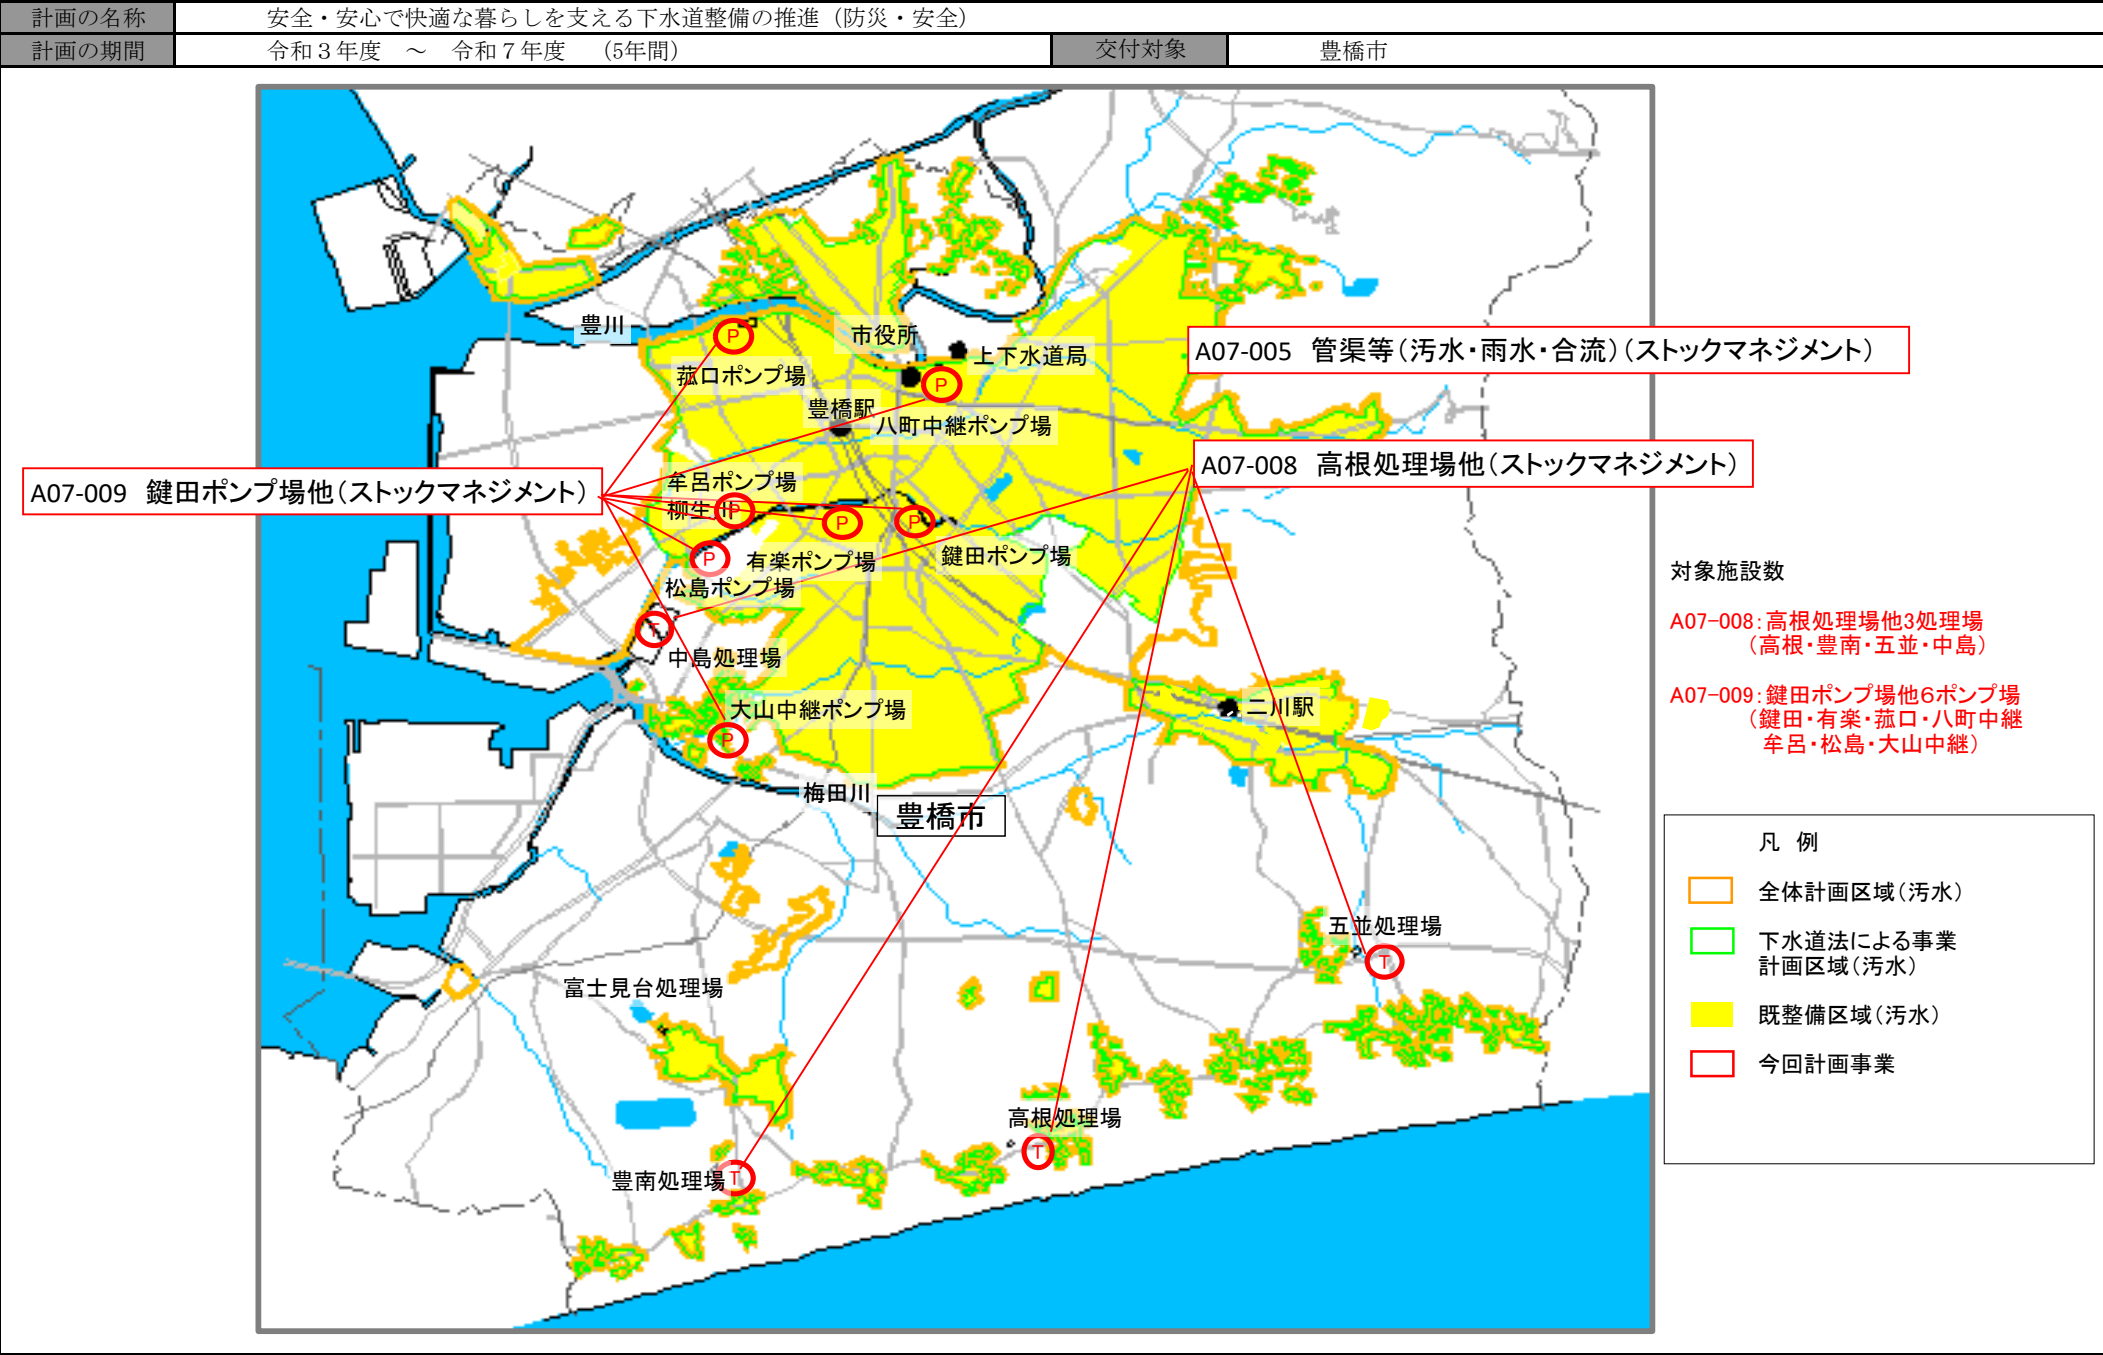 計画の名称 安全・安心で快適な暮らしを支える下水道整備の推進（防災・安全）
計画の期間 令和３年度 ～ 令和７年度 （5年間） 交付対象 豊橋市
豊川
市役所
上下水道局
A07-005 管渠等（汚水・雨水・合流）（ストックマネジメント）
P
菰口ポンプ場
P
豊橋駅
八町中継ポンプ場
A07-008 高根処理場他（ストックマネジメント）
A07-009 鍵田ポンプ場他（ストックマネジメント）
牟呂ポンプ場
柳生川
P
P
P
P
有楽ポンプ場
鍵田ポンプ場
松島ポンプ場
T
中島処理場
大山中継ポンプ場
P
二川駅
梅田川
豊橋市
五並処理場
T
富士見台処理場
高根処理場
T
豊南処理場
T
対象施設数
A07-008：高根処理場他3処理場
（高根・豊南・五並・中島）
A07-009：鍵田ポンプ場他６ポンプ場
（鍵田・有楽・菰口・八町中継
牟呂・松島・大山中継）
凡 例
全体計画区域（汚水）
下水道法による事業
計画区域（汚水）
既整備区域（汚水）
今回計画事業